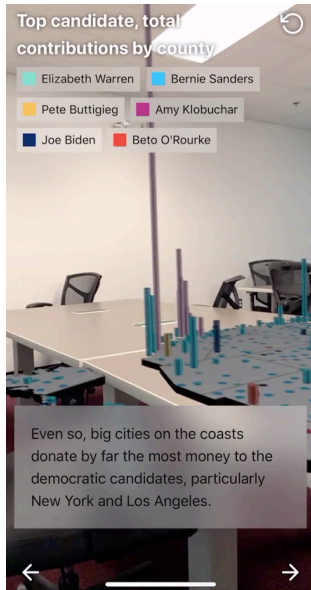 Top candidate, total
contributions by county
Elizabeth Warren
Bernie Sanders
Pete Buttigieg
Amy Klobuchar
Joe Biden
Beto O'Rourke
Even so, big cities on the coasts
donate by far the most money to the
democratic candidates, particularly
New York and Los Angeles.